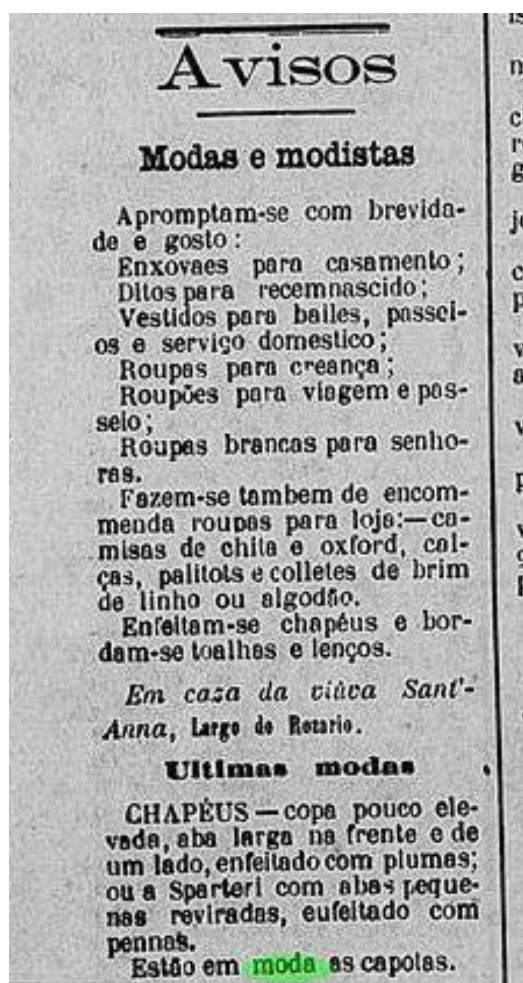 Avisos
Modas e modistas
Apromptam-se com brevida-
de e gosto:
Enxovaes para casamento;
Ditos para recemnascido;
Vestidos para bailes, passei-
os e serviço domestico;
Roupas para creança;
Roupões para viagem e pas-
seio;
Roupas brancas para senho-
ras.
Fazem-se tambem de encom-
menda roupas para loja:—ca-
misas de chita e oxford, cal-
ças, palitots e colletes de brim
de linho ou algodão.
Enfeitam-se chapéus e bor-
dam-se toalhas e lenços.
Em casa da viúva Sant'-
Anna, Largo do Rozario.
Ultimas modas
CHAPÉUS — copa pouco ele-
vada, aba larga na frente e de
um lado, enfeitado com plumas;
ou a Sparteri com abas peque-
nas reviradas, eufeitado com
pennas.
Estão em moda as capotas.